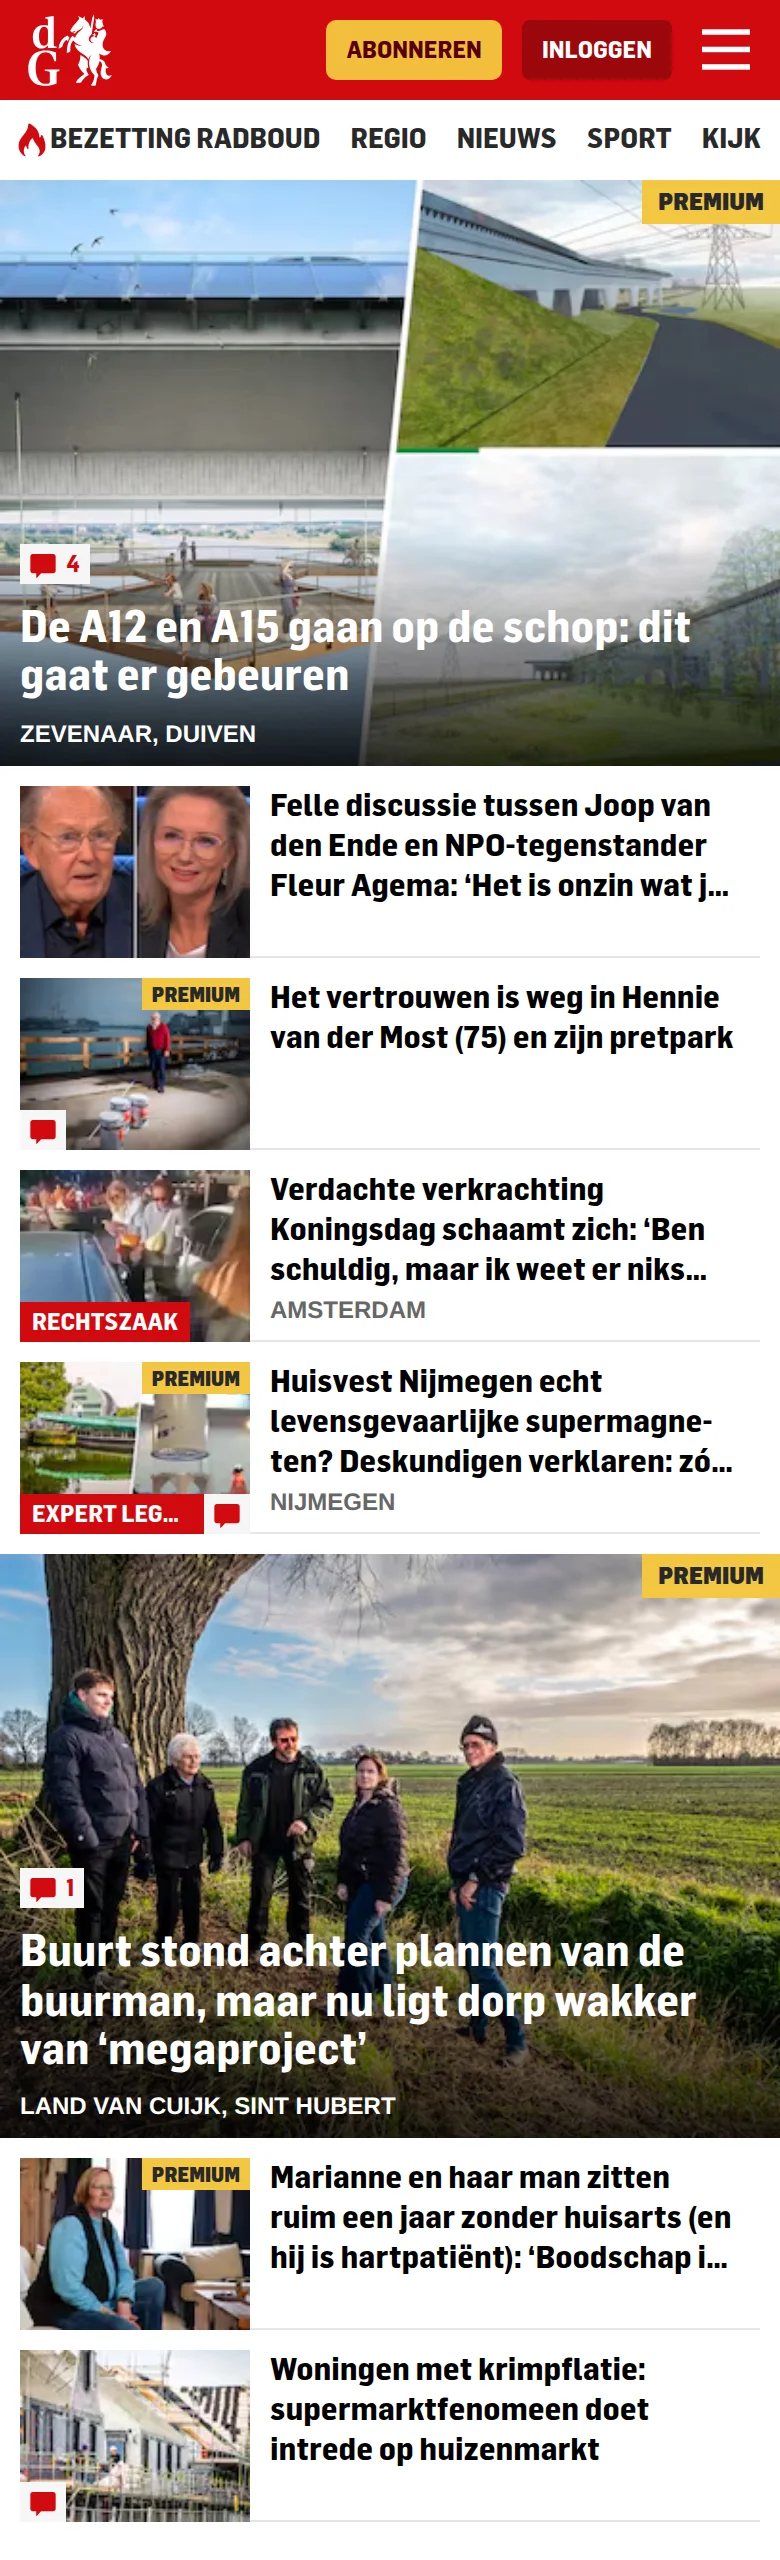 dG
ABONNEREN
INLOGGEN
BEZETTING RADBOUD
REGIO
NIEUWS
SPORT
KIJK
PREMIUM
4
De A12 en A15 gaan op de schop: dit
gaat er gebeuren
ZEVENAAR, DUIVEN
Felle discussie tussen Joop van
den Ende en NPO-tegenstander
Fleur Agema: ‘Het is onzin wat j...
PREMIUM
Het vertrouwen is weg in Hennie
van der Most (75) en zijn pretpark
Verdachte verkrachting
Koningsdag schaamt zich: ‘Ben
schuldig, maar ik weet er niks...
RECHTSZAAK
AMSTERDAM
PREMIUM
Huisvest Nijmegen echt
levensgevaarlijke supermagne-
ten? Deskundigen verklaren: zó...
EXPERT LEG...
NIJMEGEN
PREMIUM
1
Buurt stond achter plannen van de
buurman, maar nu ligt dorp wakker
van ‘megaproject’
LAND VAN CUIJK, SINT HUBERT
PREMIUM
Marianne en haar man zitten
ruim een jaar zonder huisarts (en
hij is hartpatiënt): ‘Boodschap i...
Woningen met krimpflatie:
supermarktfenomeen doet
intrede op huizenmarkt